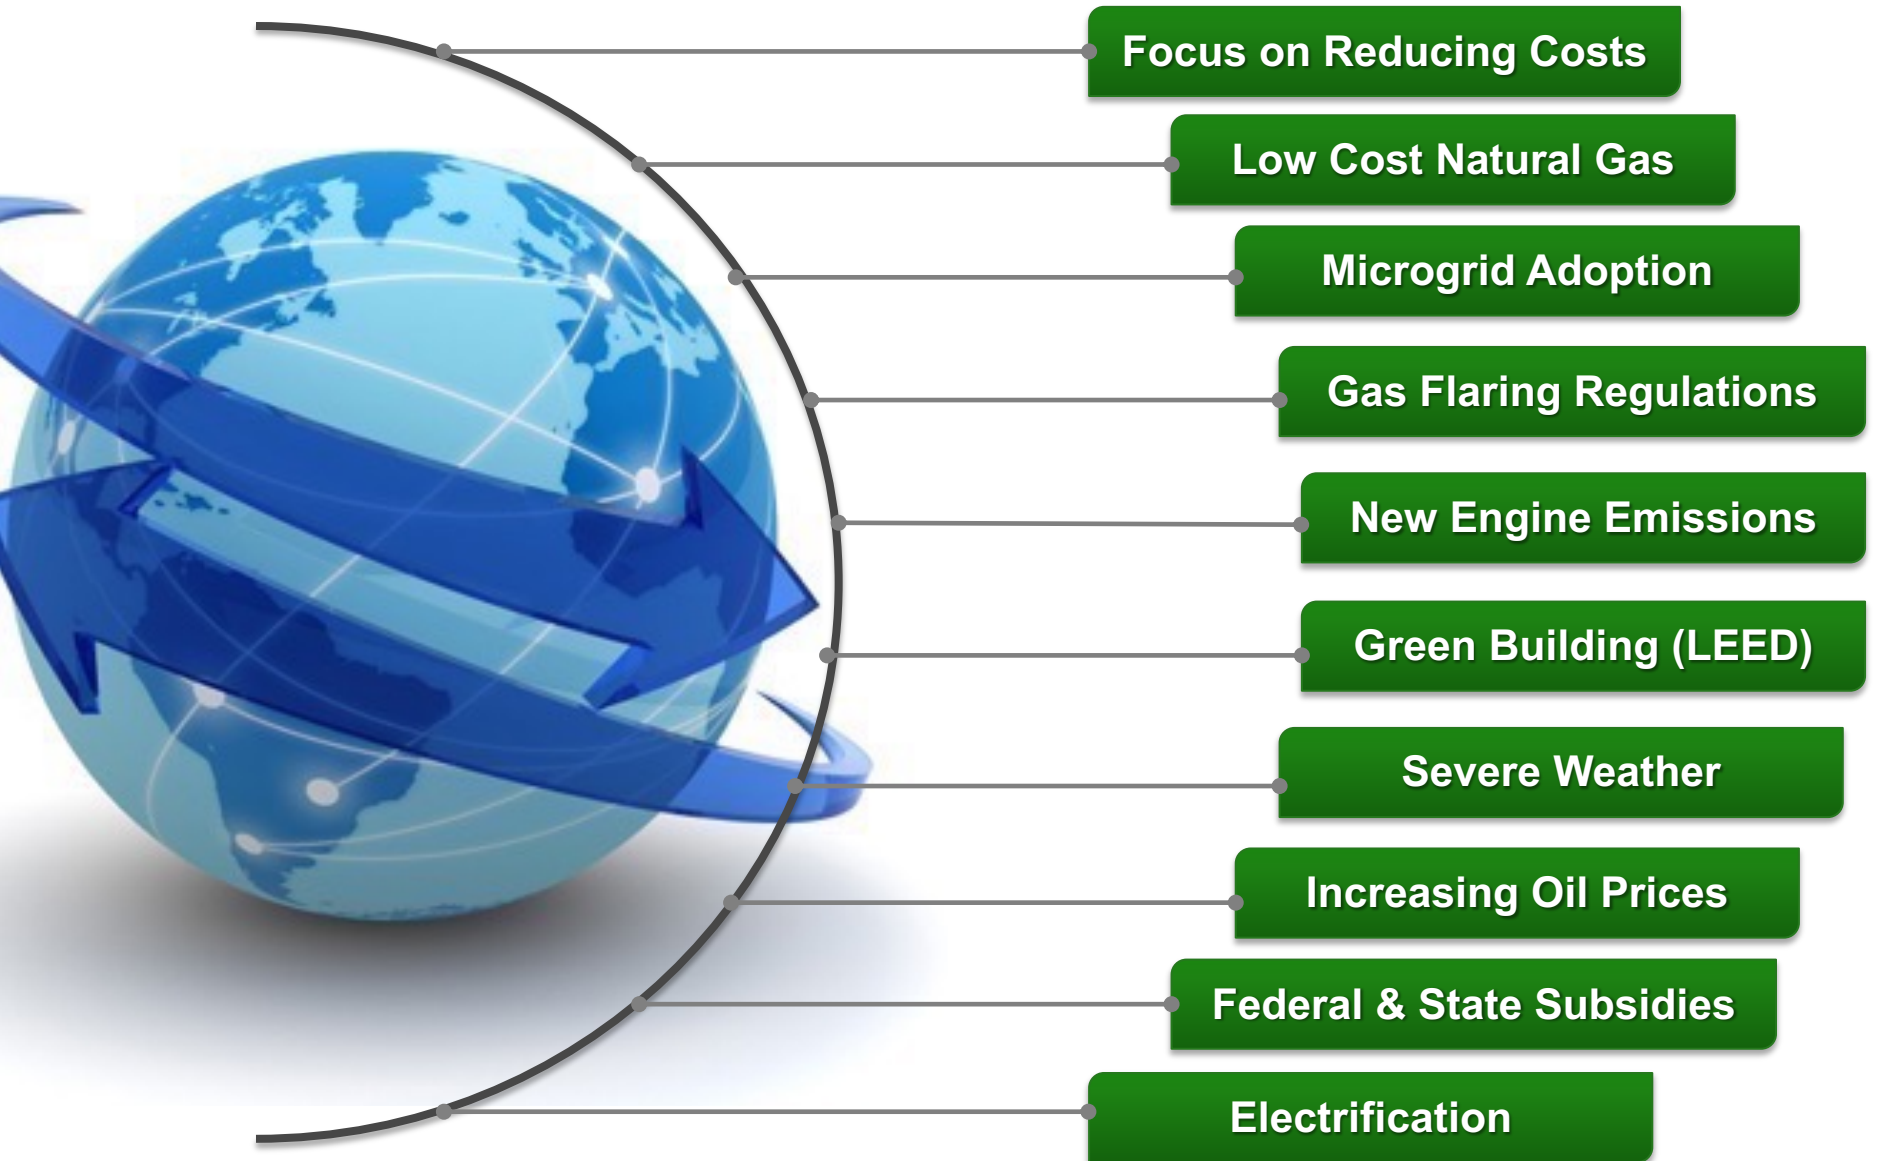 Focus on Reducing Costs
Low Cost Natural Gas
Microgrid Adoption
Gas Flaring Regulations
New Engine Emissions
Green Building (LEED)
Severe Weather
Increasing Oil Prices
Federal & State Subsidies
Electrification